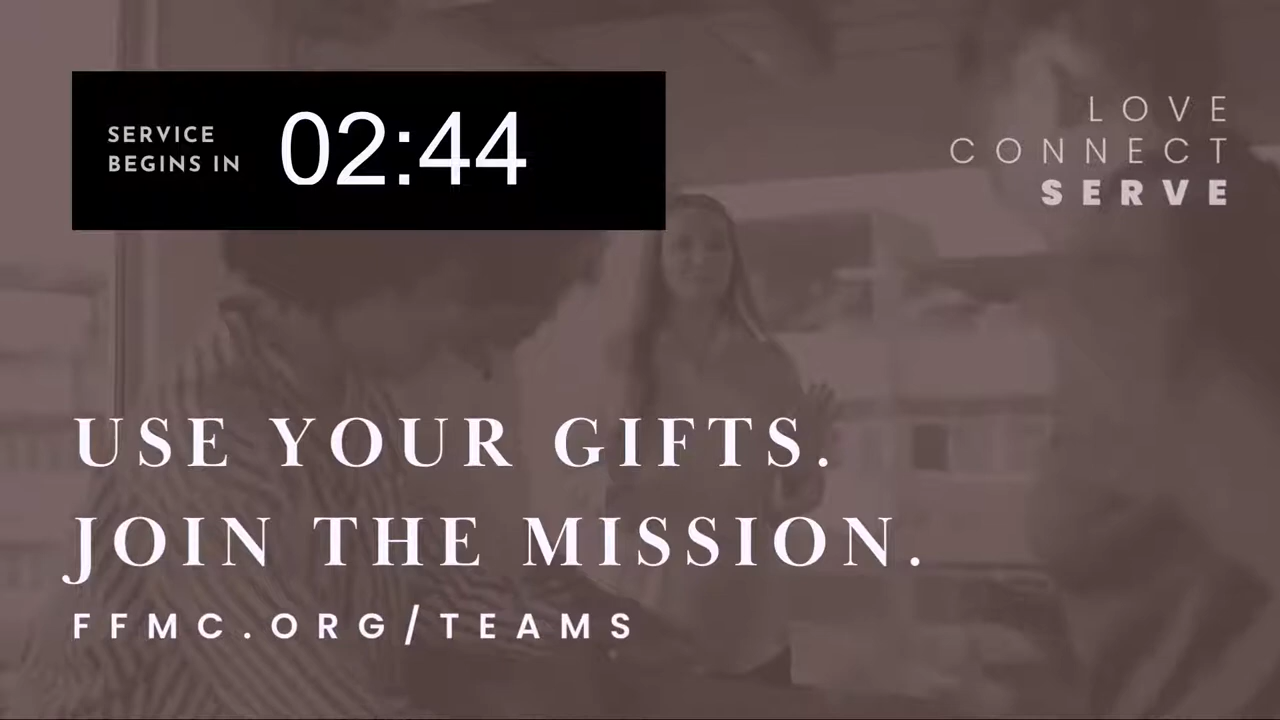 SERVICE
BEGINS IN
02:44
LOVE
CONNECT
SERVE
USE YOUR GIFTS.
JOIN THE MISSION.
FFMC.ORG/TEAMS